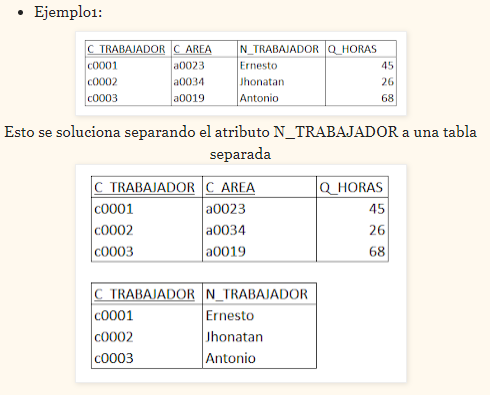 • Ejemplo1:
C_TRABAJADOR C_AREA N_TRABAJADOR Q_HORAS
c0001 a0023 Ernesto 45
c0002 a0034 Jhonatan 26
c0003 a0019 Antonio 68
Esto se soluciona separando el atributo N_TRABAJADOR a una tabla
separada
C_TRABAJADOR C_AREA Q_HORAS
c0001 a0023 45
c0002 a0034 26
c0003 a0019 68
C_TRABAJADOR N_TRABAJADOR
c0001 Ernesto
c0002 Jhonatan
c0003 Antonio